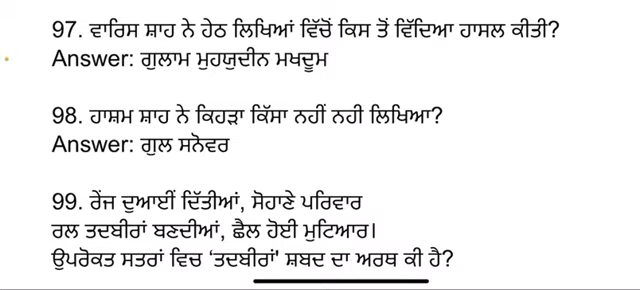 97. ਵਾਰਿਸ ਸ਼ਾਹ ਨੇ ਹੇਠ ਲਿਖਿਆਂ ਵਿੱਚੋਂ ਕਿਸ ਤੋਂ ਵਿੱਦਿਆ ਹਾਸਲ ਕੀਤੀ?
Answer: ਗੁਲਾਮ ਮੁਹਯੁਦੀਨ ਮਖਦੂਮ
98. ਹਾਸ਼ਮ ਸ਼ਾਹ ਨੇ ਕਿਹੜਾ ਕਿੱਸਾ ਨਹੀਂ ਨਹੀ ਲਿਖਿਆ?
Answer: ਗੁਲ ਸਨੋਵਰ
99. ਰੇਂਜ ਦੁਆਈਂ ਦਿੱਤੀਆਂ, ਸੋਹਾਣੇ ਪਰਿਵਾਰ
ਰਲ ਤਦਬੀਰਾਂ ਬਣਦੀਆਂ, ਛੈਲ ਹੋਈ ਮੁਟਿਆਰ।
ਉਪਰੋਕਤ ਸਤਰਾਂ ਵਿਚ 'ਤਦਬੀਰਾਂ' ਸ਼ਬਦ ਦਾ ਅਰਥ ਕੀ ਹੈ?